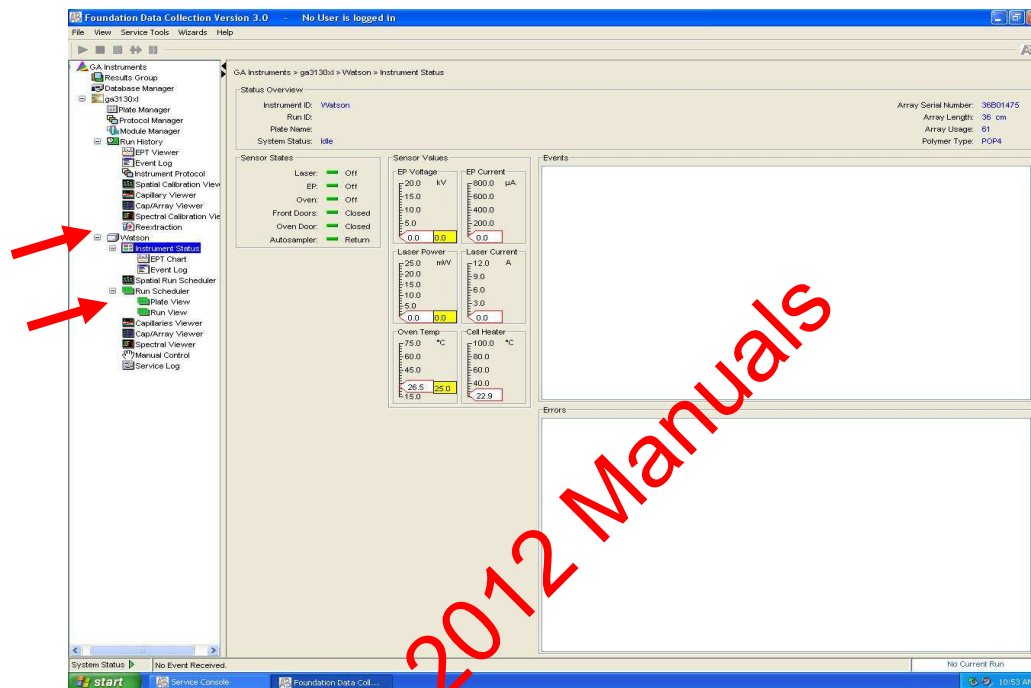 Foundation Data Collection Version 3.0 - No User is logged in
File View Service Tools Wizards Help
GA Instruments
Results Group
Database Manager
ga3130xl
Plate Manager
Protocol Manager
Module Manager
Run History
EPT Viewer
Event Log
Instrument Protocol
Spatial Calibration View
Capillary Viewer
Cap/Array Viewer
Spectral Calibration Vie
Reextraction
Watson
Instrument Status
EPT Chart
Event Log
Spatial Run Scheduler
Run Scheduler
Plate View
Run View
Capillaries Viewer
Cap/Array Viewer
Spectral Viewer
Manual Control
Service Log
GA Instruments » ga3130xl » Watson » Instrument Status
Status Overview
Instrument ID: Watson
Run ID:
Plate Name:
System Status: Idle
Array Serial Number: 36B01475
Array Length: 36 cm
Array Usage: 61
Polymer Type: POP4
Sensor States
Laser: Off
EP: Off
Oven: Off
Front Doors: Closed
Oven Door: Closed
Autosampler: Return
Sensor Values
EP Voltage
20.0 kV
15.0
10.0
5.0
0.0 0.0
EP Current
800.0 µA
600.0
400.0
200.0
0.0
Laser Power
25.0 mW
20.0
15.0
10.0
5.0
0.0 0.0
Laser Current
12.0 A
9.0
6.0
3.0
0.0
Oven Temp
75.0 °C
60.0
45.0
26.5 25.0
15.0
Cell Heater
100.0 °C
80.0
60.0
40.0
22.9
Events
Errors
2012 Manuals
System Status No Event Received. No Current Run
start Service Console Foundation Data Coll... 10:53 AM